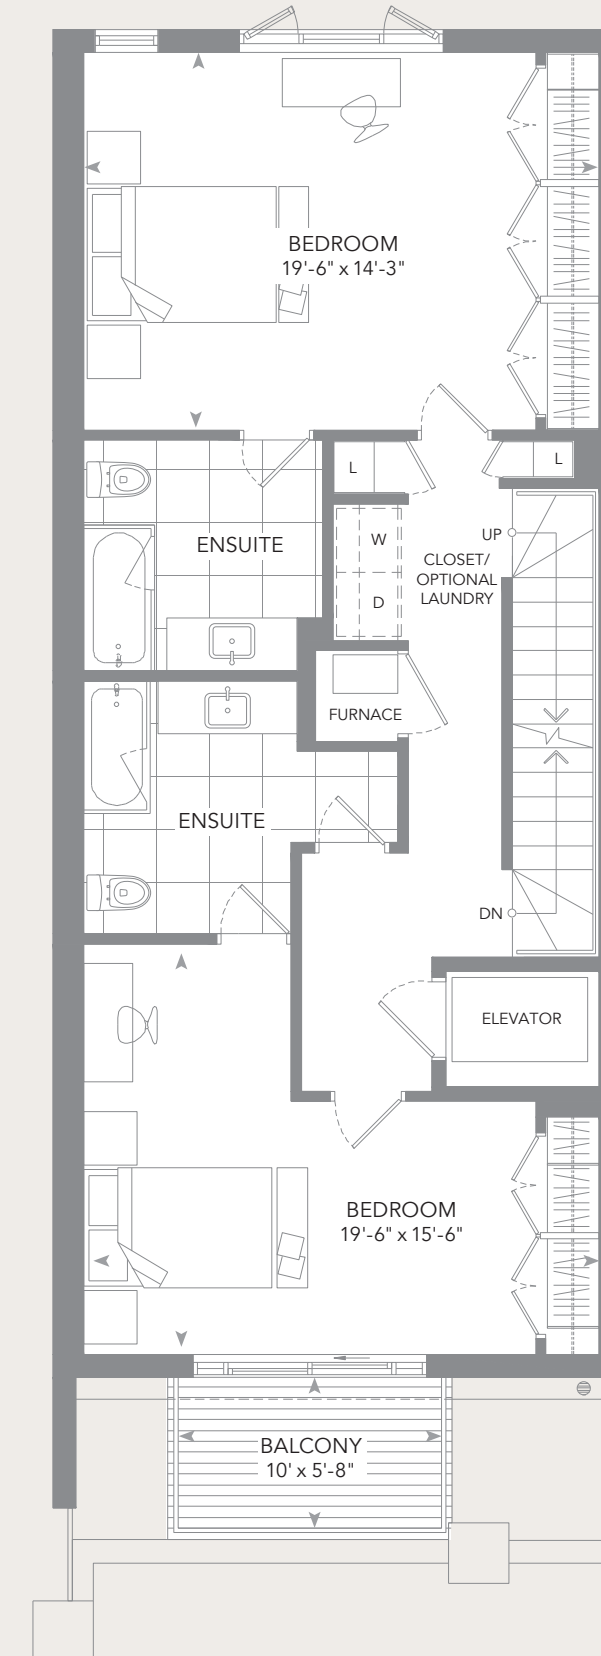 BEDROOM
19'-6" x 14'-3"
L
L
ENSUITE
W
D
UP
CLOSET/
OPTIONAL
LAUNDRY
FURNACE
ENSUITE
DN
ELEVATOR
BEDROOM
19'-6" x 15'-6"
BALCONY
10' x 5'-8"